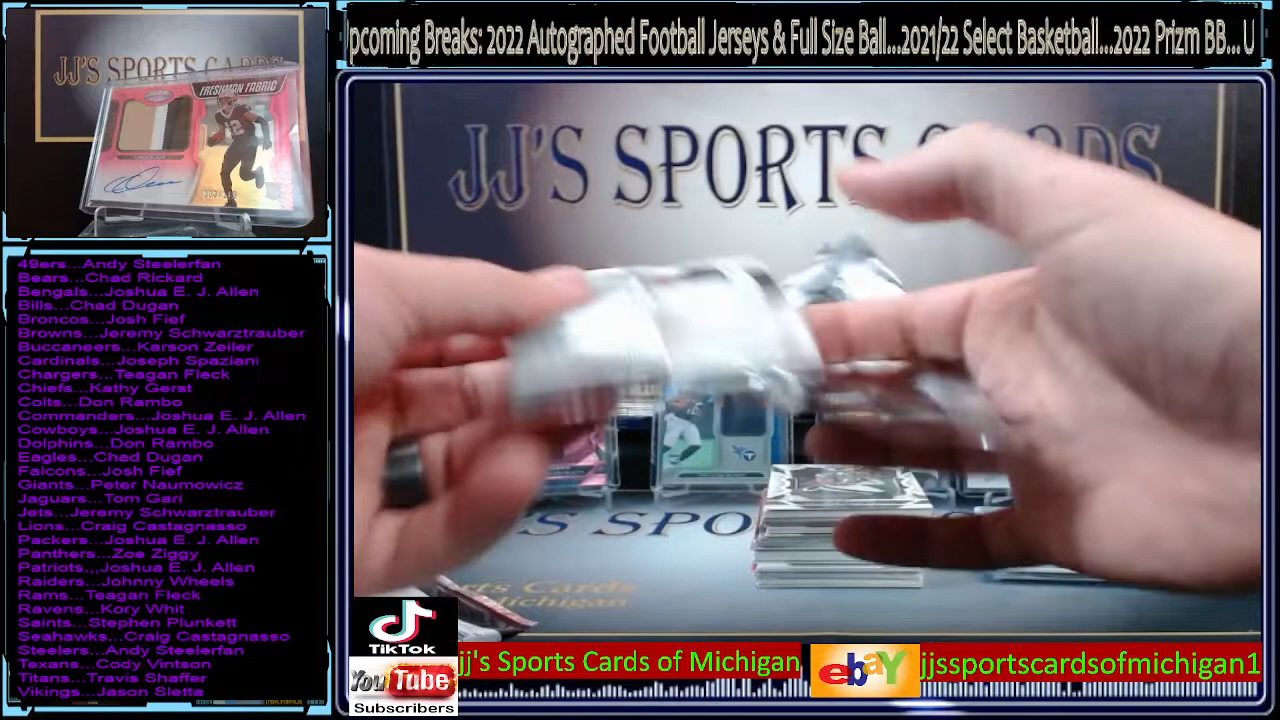 pcoming Breaks: 2022 Autographed Football Jerseys & Full Size Ball...2021/22 Select Basketball...2022 Prizm BB... U
JJ'S SPORTS CARDS
FRESHMAN FABRIC
JJ'S SPORTS CARDS
49ers...Andy Steelerfan
Bears...Chad Rickard
Bengals...Joshua E. J. Allen
Bills...Chad Dugan
Broncos...Josh Fief
Browns...Jeremy Schwarztrauber
Buccaneers...Karson Zeiler
Cardinals...Joseph Spaziani
Chargers...Teagan Fleck
Chiefs...Kathy Gerst
Colts...Don Rambo
Commanders...Joshua E. J. Allen
Cowboys...Joshua E. J. Allen
Dolphins...Don Rambo
Eagles...Chad Dugan
Falcons...Josh Fief
Giants...Peter Naumowicz
Jaguars...Tom Gari
Jets...Jeremy Schwarztrauber
Lions...Craig Castagnasso
Packers...Joshua E. J. Allen
Panthers...Zoe Ziggy
Patriots,,,Joshua E. J. Allen
Raiders...Johnny Wheels
Rams...Teagan Fleck
Ravens...Kory Whit
Saints...Stephen Plunkett
Seahawks...Craig Castagnasso
Steelers...Andy Steelerfan
Texans...Cody Vintson
Titans...Travis Shaffer
Vikings...Jason Sletta
JJ'S SPO
rts Cards
Michigan
TikTok
YouTube
Subscribers
jj's Sports Cards of Michigan
ebay
jjssportscardsofmichigan1